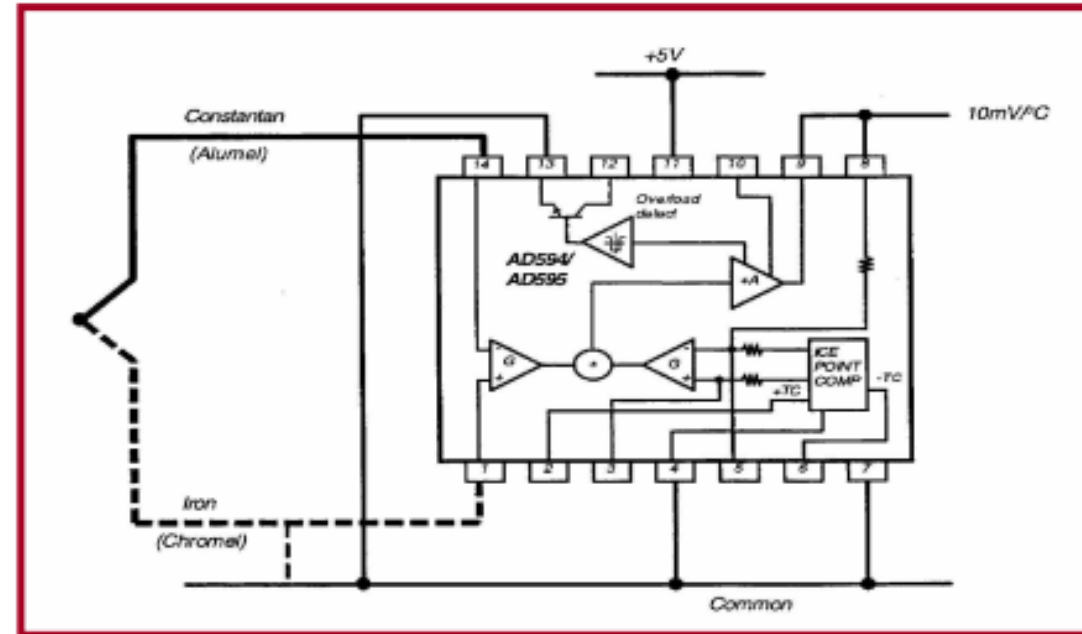 +5V
Constantan
(Alumel)
10mV/ºC
14 13 12 11 10 9 8
Overload
detect
AD594/
AD595
+A
- G +
+
- G +
ICE
POINT
COMP
+TC
-TC
1 2 3 4 5 6 7
Iron
(Chromel)
Common